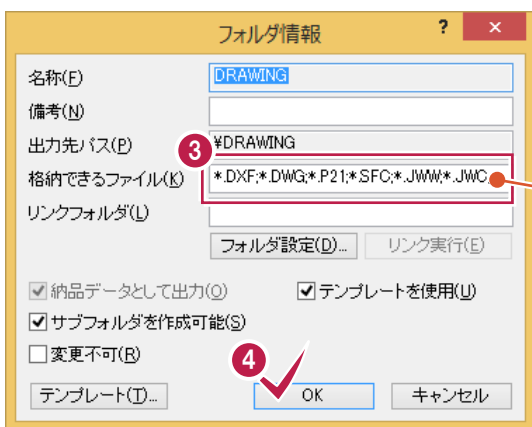 フォルダ情報 ? ×
名称(F) DRAWING
備考(N)
出力先パス(P) ¥DRAWING
3
格納できるファイル(K) *.DXF;*.DWG;*.P21;*.SFC;*.JWW;*.JWC
リンクフォルダ(L)
フォルダ設定(D)... リンク実行(E)
納品データとして出力(O) テンプレートを使用(U)
サブフォルダを作成可能(S)
変更不可(R)
4
テンプレート(T)... OK キャンセル